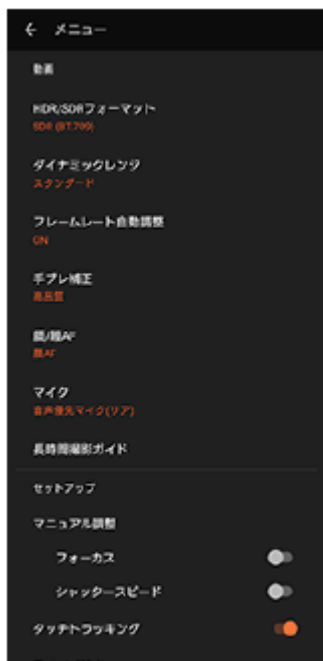 ← メニュー
動画
HDR/SDRフォーマット
SDR (BT.709)
ダイナミックレンジ
スタンダード
フレームレート自動調整
ON
手ブレ補正
高品質
顔/瞳AF
瞳AF
マイク
音声優先マイク(リア)
長時間撮影ガイド
セットアップ
マニュアル調整
フォーカス
シャッタースピード
タッチトラッキング